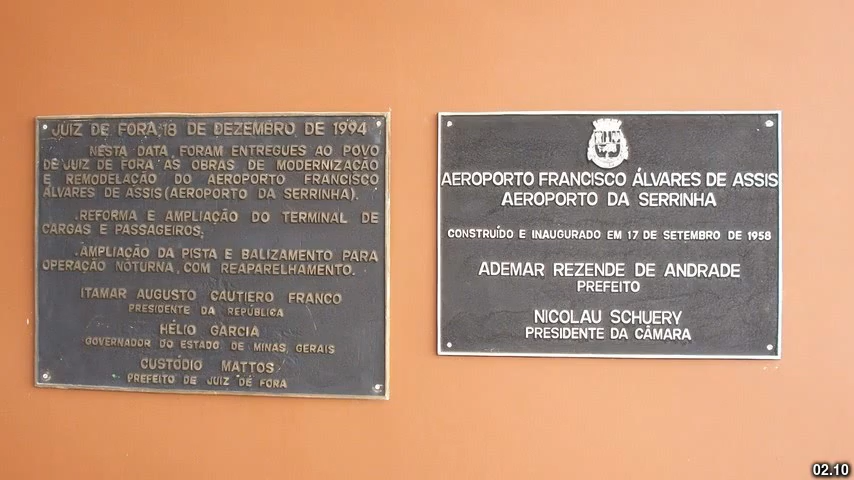 JUIZ DE FORA, 18 DE DEZEMBRO DE 1994
NESTA DATA, FORAM ENTREGUES AO POVO
DE JUIZ DE FORA AS OBRAS DE MODERNIZAÇÃO
E REMODELAÇÃO DO AEROPORTO FRANCISCO
ÁLVARES DE ASSIS (AEROPORTO DA SERRINHA).
.REFORMA E AMPLIAÇÃO DO TERMINAL DE
CARGAS E PASSAGEIROS;
.AMPLIAÇÃO DA PISTA E BALIZAMENTO PARA
OPERAÇÃO NOTURNA, COM REAPARELHAMENTO.
ITAMAR AUGUSTO CAUTIERO FRANCO
PRESIDENTE DA REPÚBLICA
HÉLIO GARCIA
GOVERNADOR DO ESTADO DE MINAS GERAIS
CUSTÓDIO MATTOS
PREFEITO DE JUIZ DE FORA
AEROPORTO FRANCISCO ÁLVARES DE ASSIS
AEROPORTO DA SERRINHA
CONSTRUÍDO E INAUGURADO EM 17 DE SETEMBRO DE 1958
ADEMAR REZENDE DE ANDRADE
PREFEITO
NICOLAU SCHUERY
PRESIDENTE DA CÂMARA
02.10